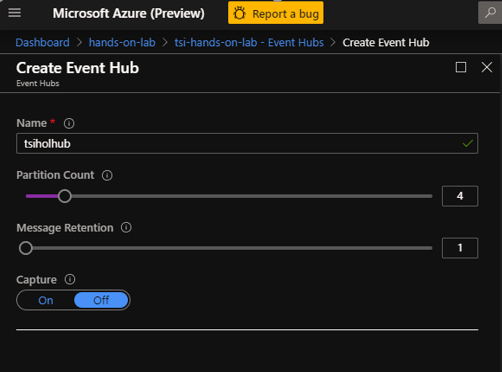 Microsoft Azure (Preview) Report a bug
Dashboard > hands-on-lab > tsi-hands-on-lab - Event Hubs > Create Event Hub
Create Event Hub
Event Hubs
Name *
tsiholhub
Partition Count
4
Message Retention
1
Capture
On Off